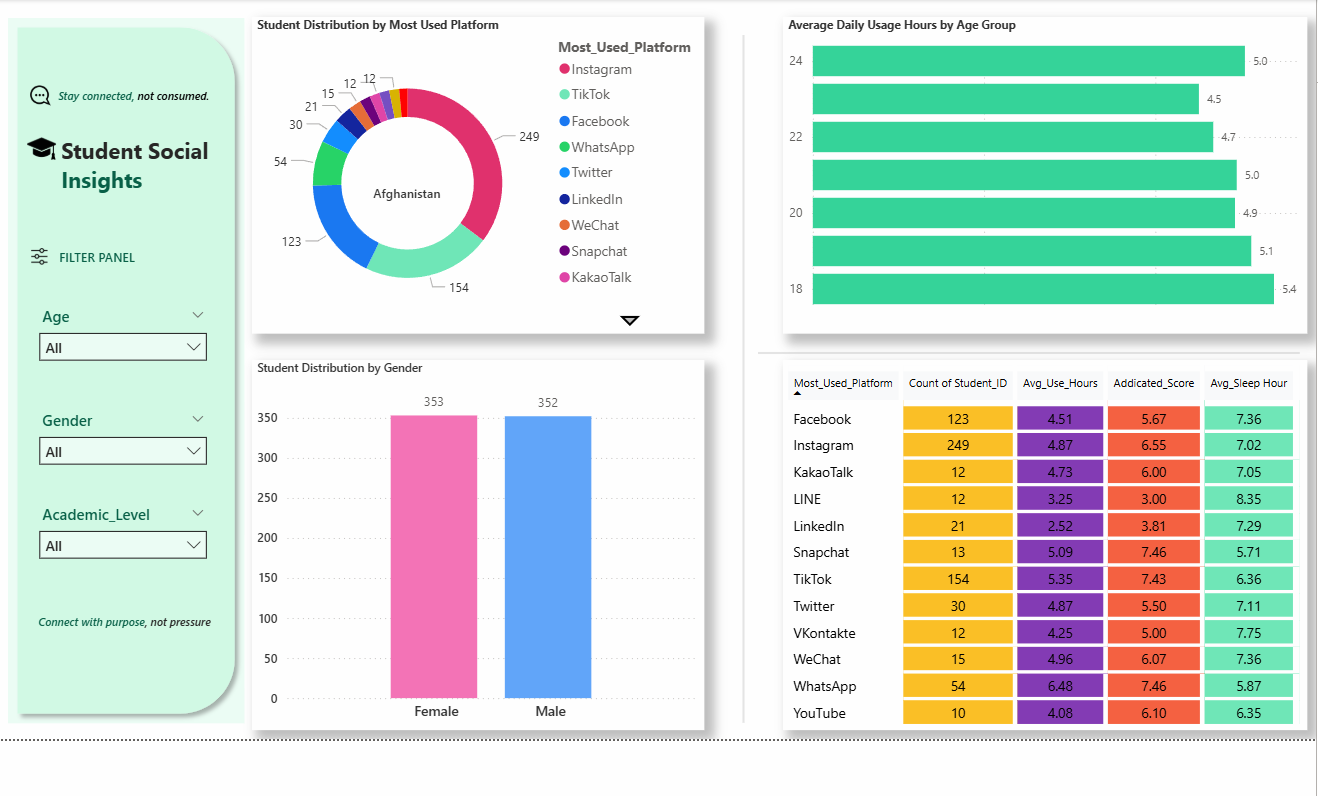 Stay connected, not consumed.
Student Social
Insights
FILTER PANEL
Age
All
Gender
All
Academic_Level
All
Connect with purpose, not pressure
Student Distribution by Most Used Platform
249
154
123
54
30
21
15
12
12
Afghanistan
Most_Used_Platform
Instagram
TikTok
Facebook
WhatsApp
Twitter
LinkedIn
WeChat
Snapchat
KakaoTalk
Average Daily Usage Hours by Age Group
24 5.0
4.5
22 4.7
5.0
20 4.9
5.1
18 5.4
Student Distribution by Gender
353 352
350
300
250
200
150
100
50
0
Female Male
Most_Used_Platform Count of Student_ID Avg_Use_Hours Addicated_Score Avg_Sleep Hour
Facebook 123 4.51 5.67 7.36
Instagram 249 4.87 6.55 7.02
KakaoTalk 12 4.73 6.00 7.05
LINE 12 3.25 3.00 8.35
LinkedIn 21 2.52 3.81 7.29
Snapchat 13 5.09 7.46 5.71
TikTok 154 5.35 7.43 6.36
Twitter 30 4.87 5.50 7.11
VKontakte 12 4.25 5.00 7.75
WeChat 15 4.96 6.07 7.36
WhatsApp 54 6.48 7.46 5.87
YouTube 10 4.08 6.10 6.35